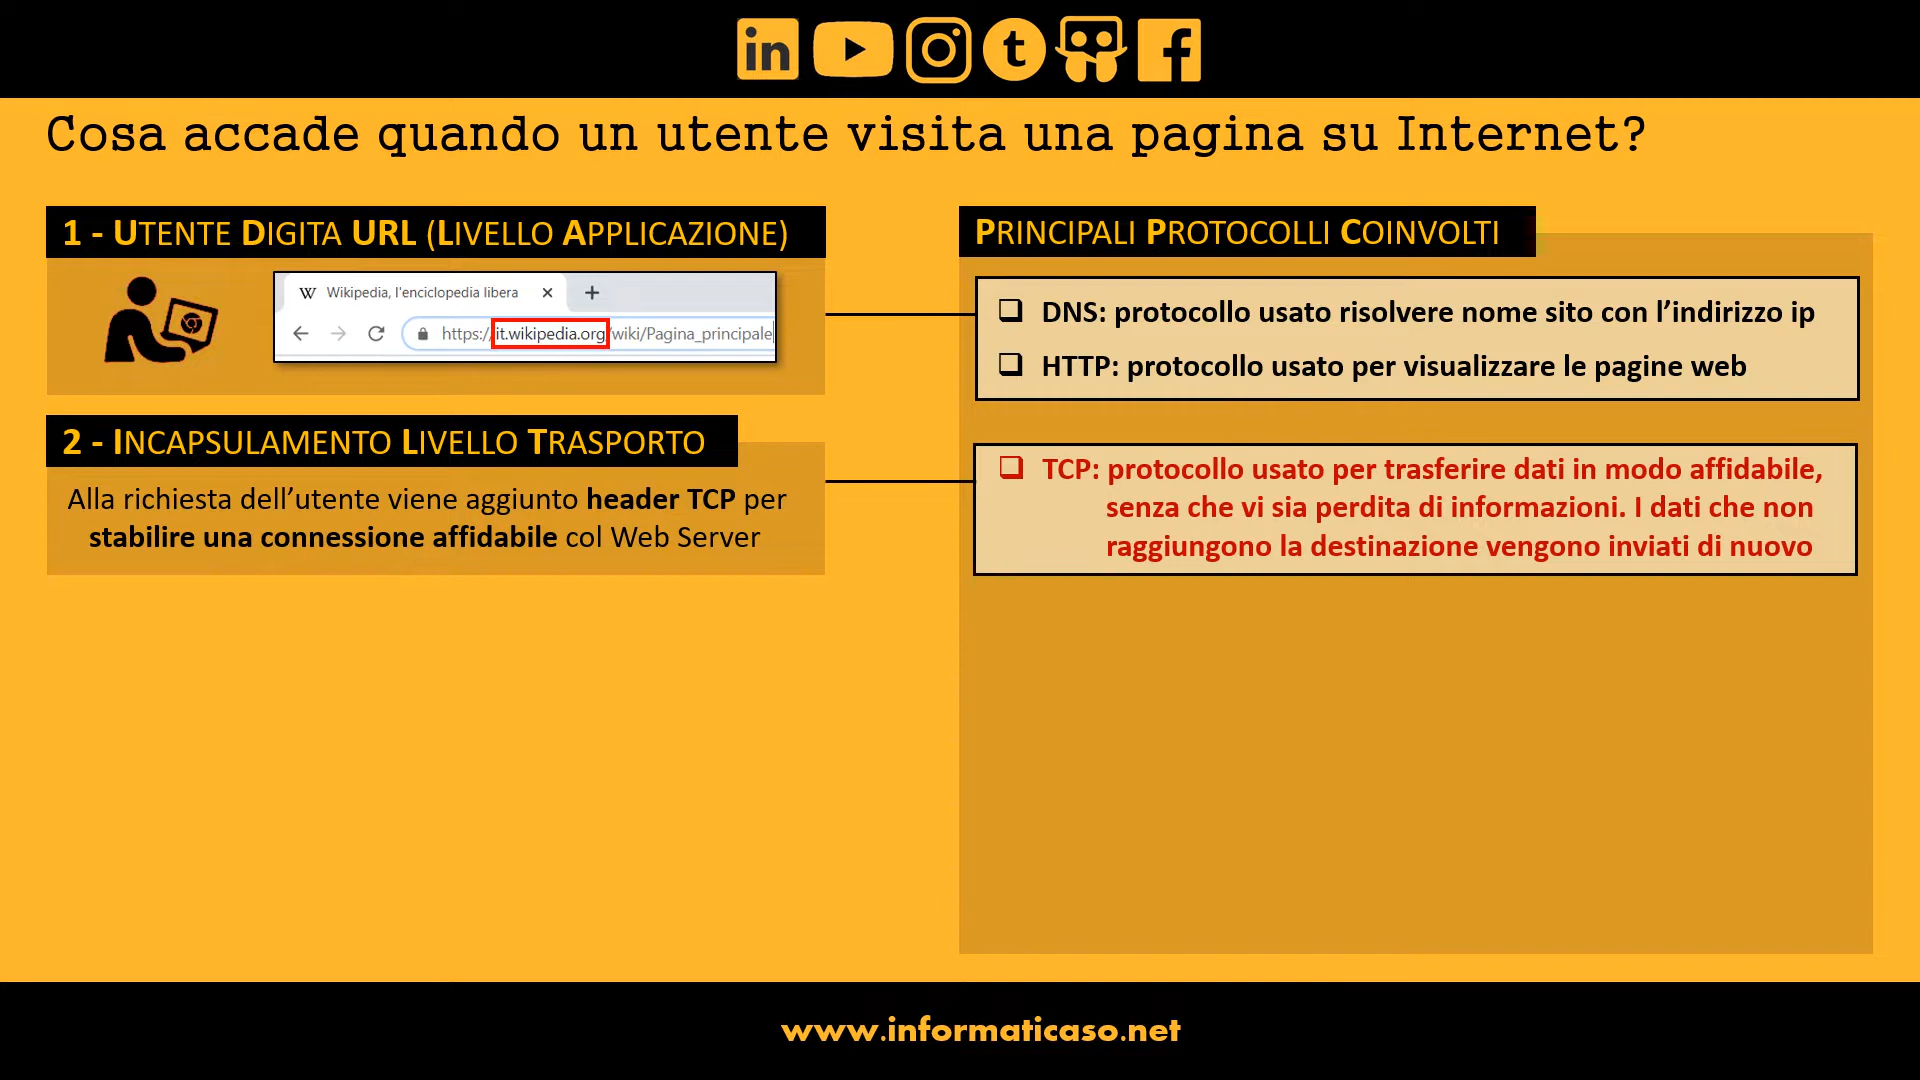 Cosa accade quando un utente visita una pagina su Internet?
1 - UTENTE DIGITA URL (LIVELLO APPLICAZIONE)
W Wikipedia, l'enciclopedia libera
https://it.wikipedia.org/wiki/Pagina_principale
2 - INCAPSULAMENTO LIVELLO TRASPORTO
Alla richiesta dell’utente viene aggiunto header TCP per
stabilire una connessione affidabile col Web Server
PRINCIPALI PROTOCOLLI COINVOLTI
DNS: protocollo usato risolvere nome sito con l’indirizzo ip
HTTP: protocollo usato per visualizzare le pagine web
TCP: protocollo usato per trasferire dati in modo affidabile,
senza che vi sia perdita di informazioni. I dati che non
raggiungono la destinazione vengono inviati di nuovo
www.informaticaso.net